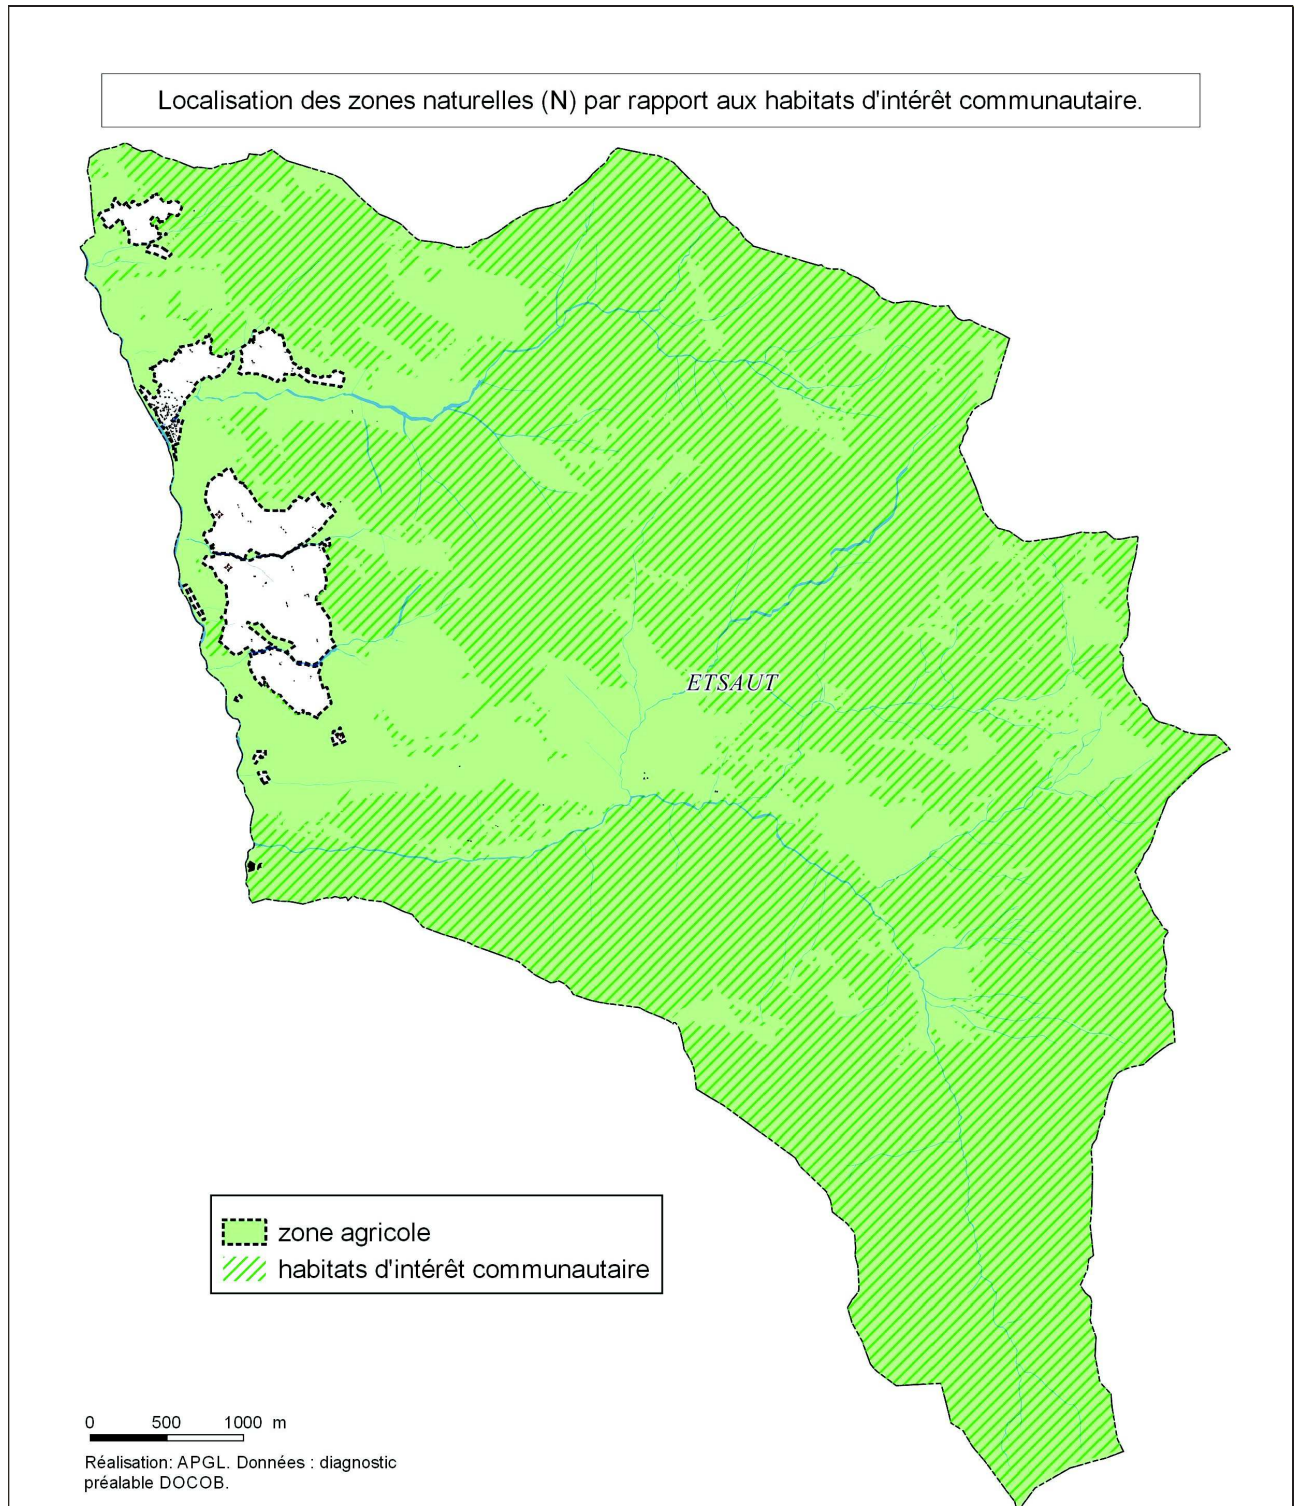 Localisation des zones naturelles (N) par rapport aux habitats d'intérêt communautaire.
ETSAUT
zone agricole
habitats d'intérêt communautaire
0 500 1000 m
Réalisation: APGL. Données : diagnostic
préalable DOCOB.